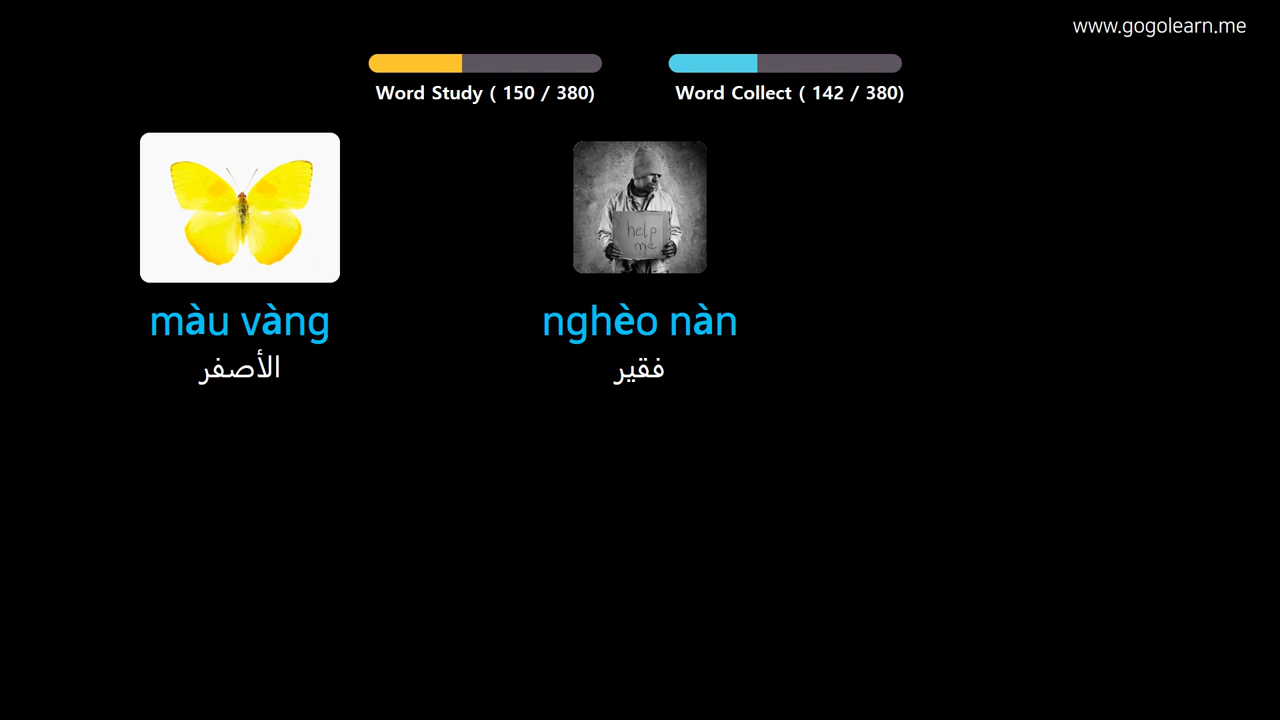 www.gogolearn.me
Word Study ( 150 / 380)
Word Collect ( 142 / 380)
help
me
màu vàng
nghèo nàn
الأصفر
فقير